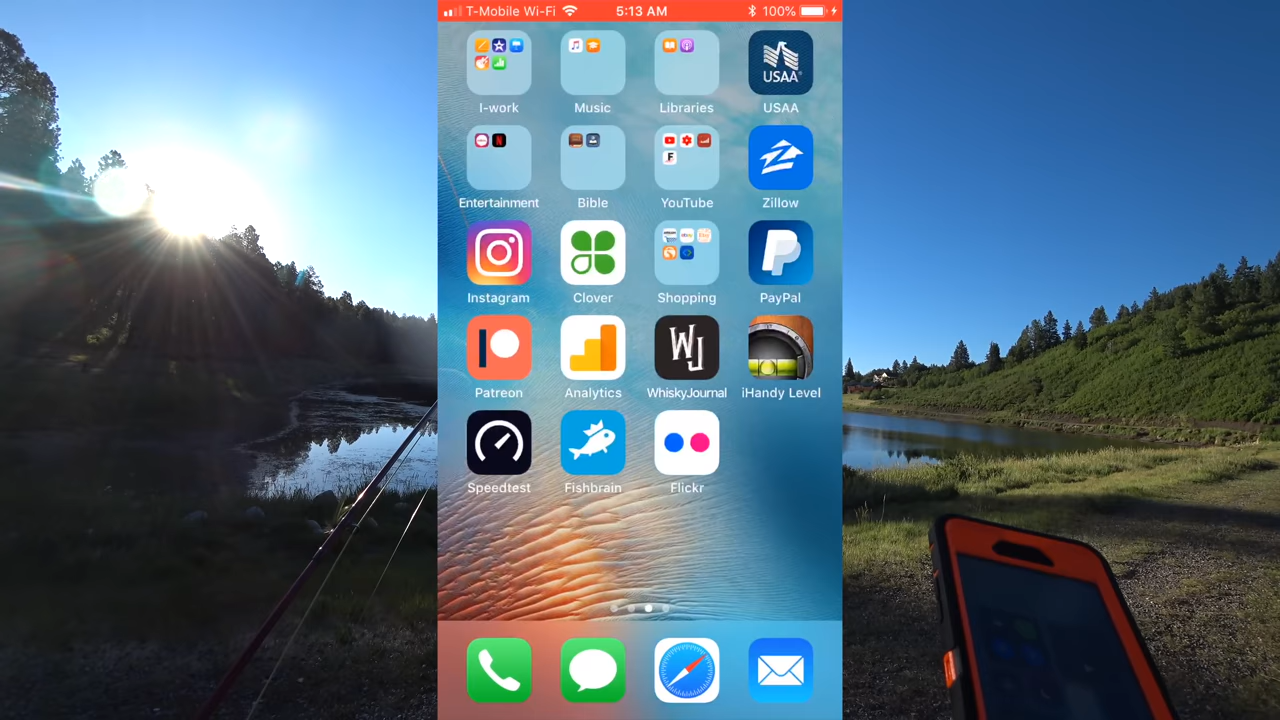 T-Mobile Wi-Fi 5:13 AM 100%
USAA
I-work Music Libraries USAA
Entertainment Bible YouTube Zillow
Instagram Clover Shopping PayPal
WJ
Patreon Analytics WhiskyJournal iHandy Level
Speedtest Fishbrain Flickr